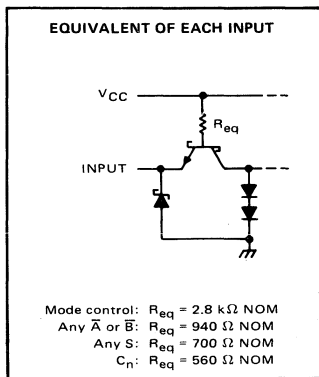 EQUIVALENT OF EACH INPUT
VCC
Req
INPUT
Mode control: Req = 2.8 kΩ NOM
Any A̅ or B̅: Req = 940 Ω NOM
Any S: Req = 700 Ω NOM
Cn: Req = 560 Ω NOM